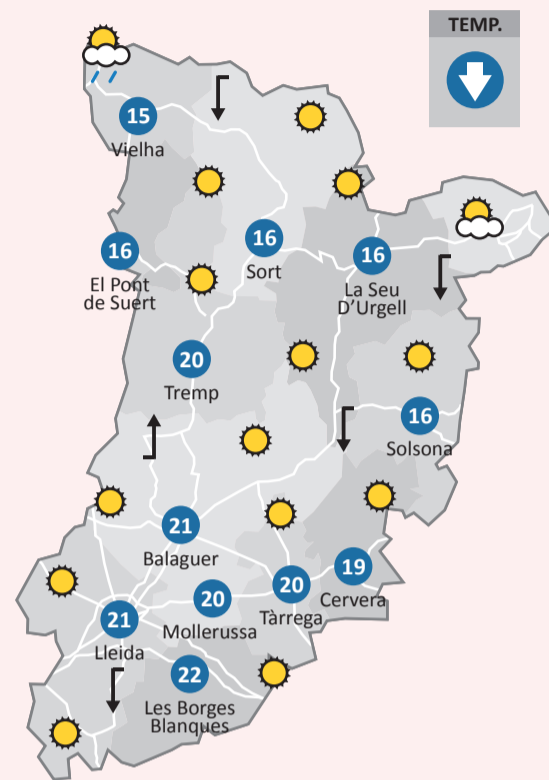 TEMP.
15
Vielha
16
El Pont
de Suert
16
Sort
16
La Seu
D'Urgell
20
Tremp
16
Solsona
21
Balaguer
19
Cervera
20
Tàrrega
20
Mollerussa
21
Lleida
22
Les Borges
Blanques